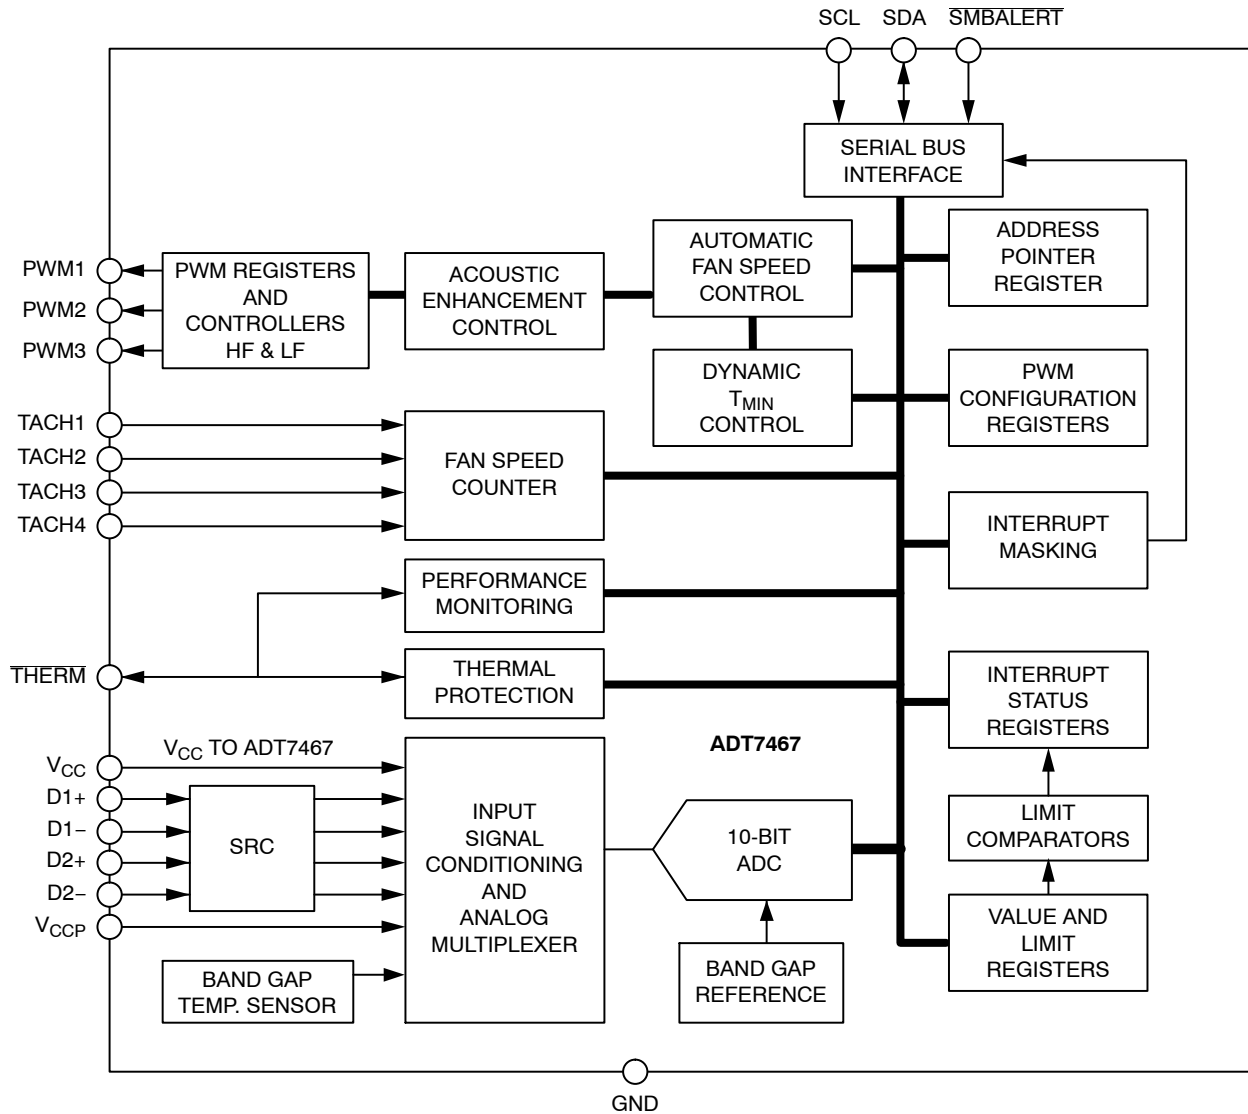 SCL SDA SMBALERT
SERIAL BUS
INTERFACE
ADDRESS
POINTER
REGISTER
AUTOMATIC
FAN SPEED
CONTROL
ACOUSTIC
ENHANCEMENT
CONTROL
PWM REGISTERS
AND
CONTROLLERS
HF & LF
PWM1
PWM2
PWM3
DYNAMIC
TMIN
CONTROL
PWM
CONFIGURATION
REGISTERS
TACH1
TACH2
TACH3
TACH4
FAN SPEED
COUNTER
INTERRUPT
MASKING
PERFORMANCE
MONITORING
THERM
THERMAL
PROTECTION
INTERRUPT
STATUS
REGISTERS
VCC
VCC TO ADT7467
D1+
D1−
D2+
D2−
VCCP
SRC
INPUT
SIGNAL
CONDITIONING
AND
ANALOG
MULTIPLEXER
ADT7467
10-BIT
ADC
LIMIT
COMPARATORS
VALUE AND
LIMIT
REGISTERS
BAND GAP
TEMP. SENSOR
BAND GAP
REFERENCE
GND